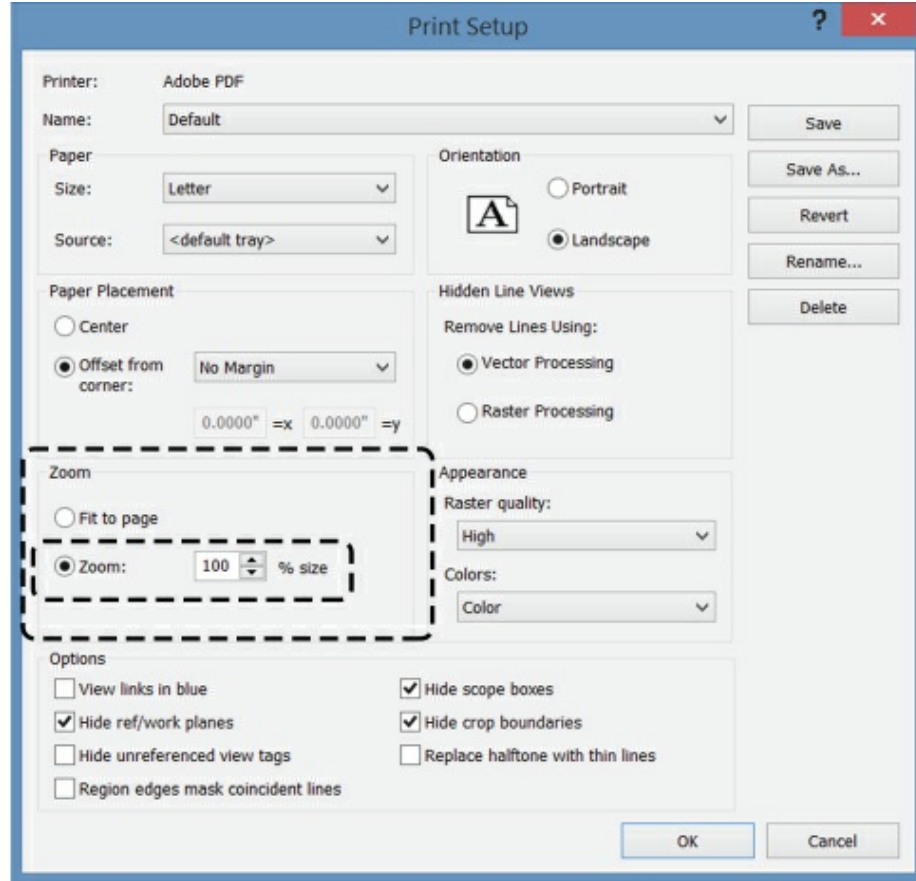 Print Setup
?
Printer: Adobe PDF
Name: Default
Save
Paper
Size: Letter
Source: <default tray>
Orientation
A
Portrait
Landscape
Save As...
Revert
Rename...
Delete
Paper Placement
Center
Offset from
corner:
No Margin
0.0000" =x 0.0000" =y
Hidden Line Views
Remove Lines Using:
Vector Processing
Raster Processing
Zoom
Fit to page
Zoom: 100 % size
Appearance
Raster quality:
High
Colors:
Color
Options
View links in blue
Hide ref/work planes
Hide unreferenced view tags
Region edges mask coincident lines
Hide scope boxes
Hide crop boundaries
Replace halftone with thin lines
OK
Cancel